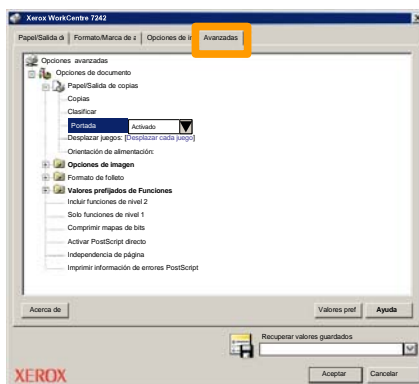 Xerox WorkCentre 7242
Papel/Salida d Formato/Marca de a Opciones de ir Avanzadas
Opciones avanzadas
Opciones de documento
Papel/Salida de copias
Copias
Clasificar
Portada Activado
Desplazar juegos: [Desplazar cada juego]
Orientación de alimentación:
Opciones de imagen
Formato de folleto
Valores prefijados de Funciones
Incluir funciones de nivel 2
Solo funciones de nivel 1
Comprimir mapas de bits
Activar PostScript directo
Independencia de página
Imprimir información de errores PostScript
Acerca de Valores pref Ayuda
Recuperar valores guardados
XEROX Aceptar Cancelar